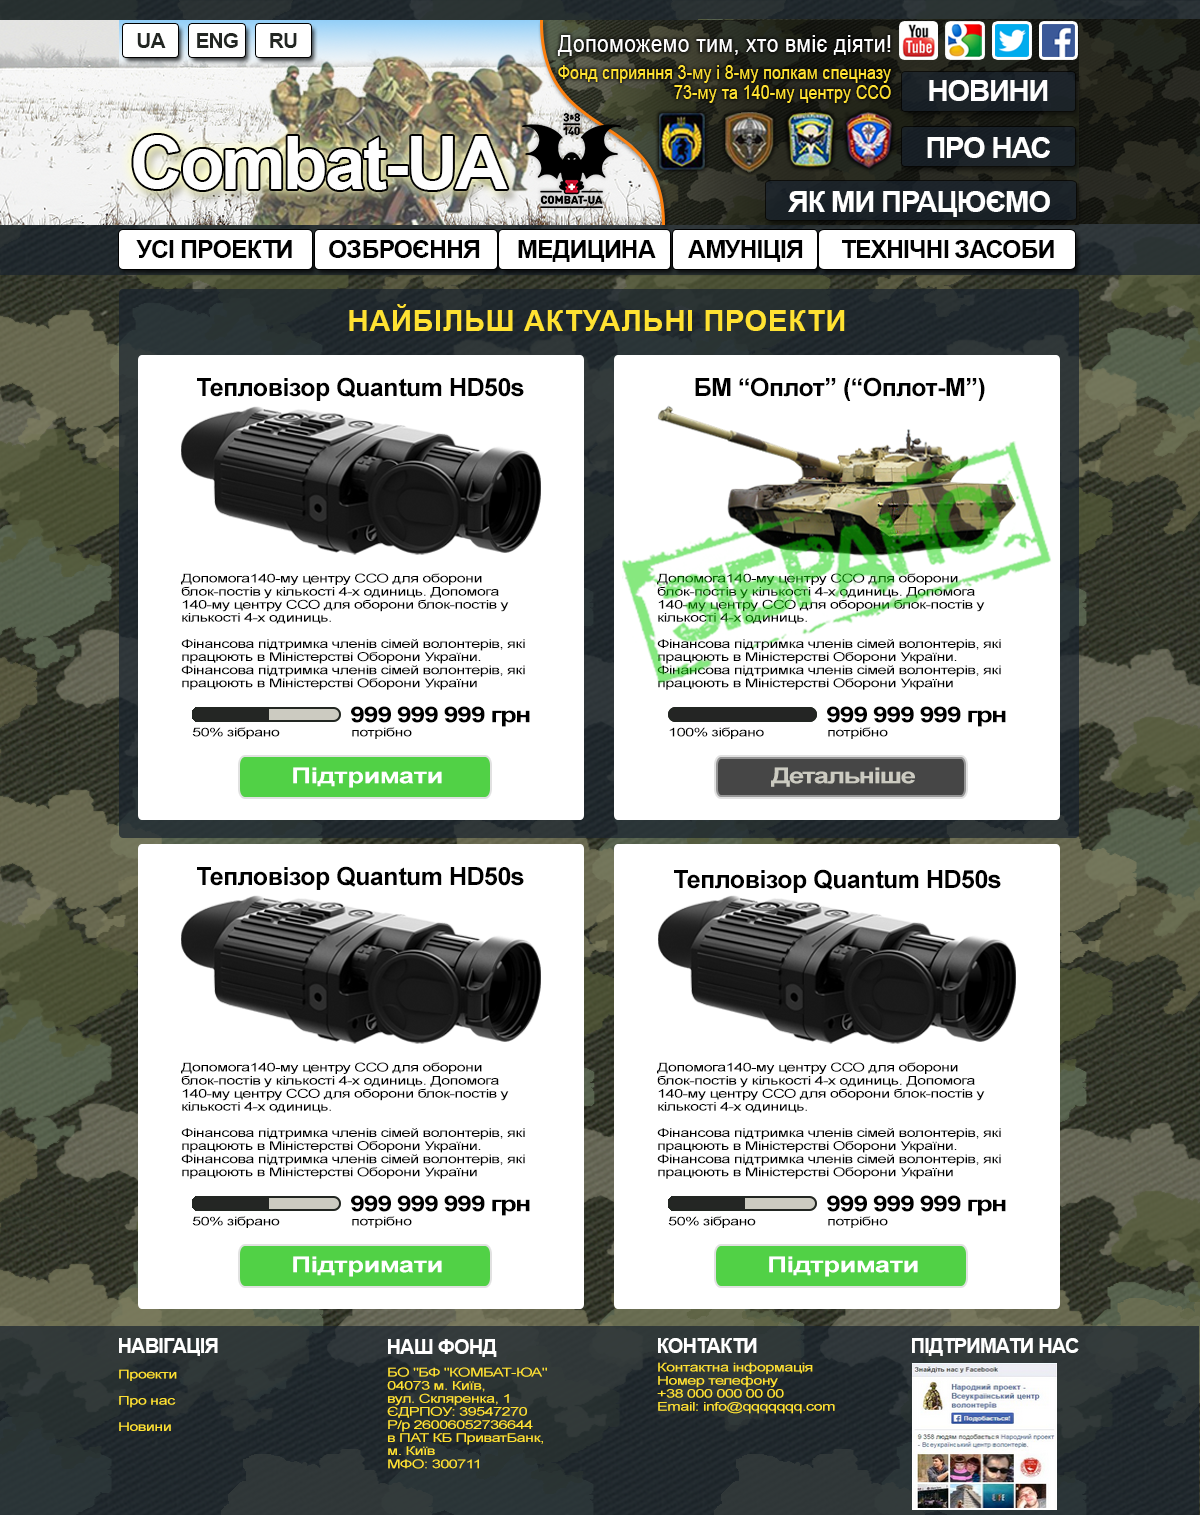 UA ENG RU
Допоможемо тим, хто вміє діяти!
You
Tube
Фонд сприяння 3-му і 8-му полкам спецназу
73-му та 140-му центру ССО
НОВИНИ
3•8
140
COMBAT-UA
Combat-UA
ПРО НАС
ЯК МИ ПРАЦЮЄМО
УСІ ПРОЕКТИ ОЗБРОЄННЯ МЕДИЦИНА АМУНІЦІЯ ТЕХНІЧНІ ЗАСОБИ
НАЙБІЛЬШ АКТУАЛЬНІ ПРОЕКТИ
Тепловізор Quantum HD50s
Допомога140-му центру ССО для оборони
блок-постів у кількості 4-х одиниць. Допомога
140-му центру ССО для оборони блок-постів у
кількості 4-х одиниць.
Фінансова підтримка членів сімей волонтерів, які
працюють в Міністерстві Оборони України.
Фінансова підтримка членів сімей волонтерів, які
працюють в Міністерстві Оборони України
999 999 999 грн
50% зібрано потрібно
Підтримати
БМ “Оплот” (“Оплот-М”)
ЗІБРАНО
Допомога140-му центру ССО для оборони
блок-постів у кількості 4-х одиниць. Допомога
140-му центру ССО для оборони блок-постів у
кількості 4-х одиниць.
Фінансова підтримка членів сімей волонтерів, які
працюють в Міністерстві Оборони України.
Фінансова підтримка членів сімей волонтерів, які
працюють в Міністерстві Оборони України
999 999 999 грн
100% зібрано потрібно
Детальніше
Тепловізор Quantum HD50s
Допомога140-му центру ССО для оборони
блок-постів у кількості 4-х одиниць. Допомога
140-му центру ССО для оборони блок-постів у
кількості 4-х одиниць.
Фінансова підтримка членів сімей волонтерів, які
працюють в Міністерстві Оборони України.
Фінансова підтримка членів сімей волонтерів, які
працюють в Міністерстві Оборони України
999 999 999 грн
50% зібрано потрібно
Підтримати
Тепловізор Quantum HD50s
Допомога140-му центру ССО для оборони
блок-постів у кількості 4-х одиниць. Допомога
140-му центру ССО для оборони блок-постів у
кількості 4-х одиниць.
Фінансова підтримка членів сімей волонтерів, які
працюють в Міністерстві Оборони України.
Фінансова підтримка членів сімей волонтерів, які
працюють в Міністерстві Оборони України
999 999 999 грн
50% зібрано потрібно
Підтримати
НАВІГАЦІЯ
Проекти
Про нас
Новини
НАШ ФОНД
БО "БФ "КОМБАТ-ЮА"
04073 м. Київ,
вул. Скляренка, 1
ЄДРПОУ: 39547270
Р/р 26006052736644
в ПАТ КБ ПриватБанк,
м. Київ
МФО: 300711
КОНТАКТИ
Контактна інформація
Номер телефону
+38 000 000 00 00
Email: info@qqqqqqq.com
ПІДТРИМАТИ НАС
Знайдіть нас у Facebook
Народний проект -
Всеукраїнський центр
волонтерів
Подобається!
9 358 людям подобається Народний проект
- Всеукраїнський центр волонтерів.